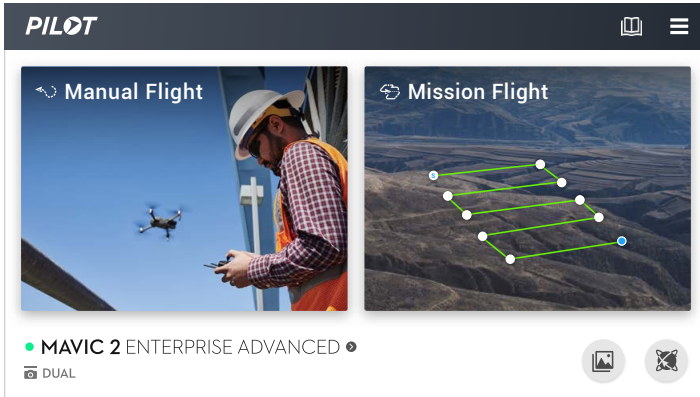 PILOT
Manual Flight
Mission Flight
MAVIC 2 ENTERPRISE ADVANCED
DUAL